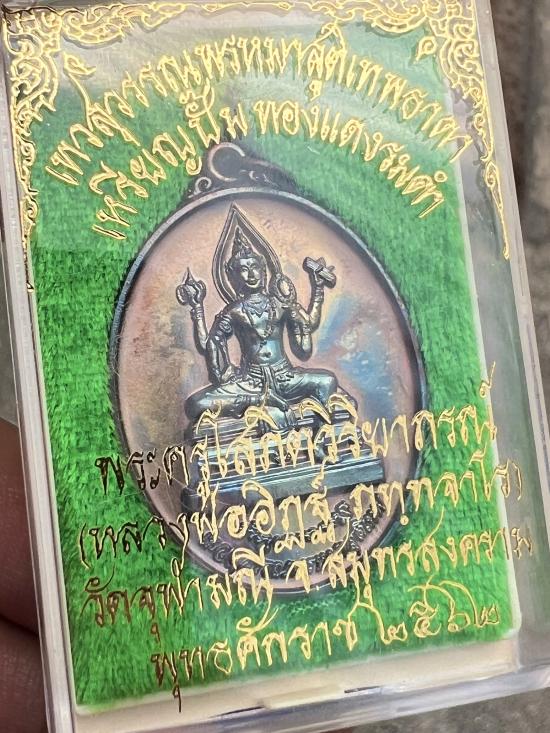 เทวสุวรรณพรหมาสุติเทพธาดา
เหรียญปั๊ม ทองแดงรมดำ
พระครูโสภิตวิริยาภรณ์
(หลวงพ่ออิฏฐ์ ภทฺทจาโร)
วัดจุฬามณี จ.สมุทรสงคราม
พุทธศักราช ๒๕๖๒